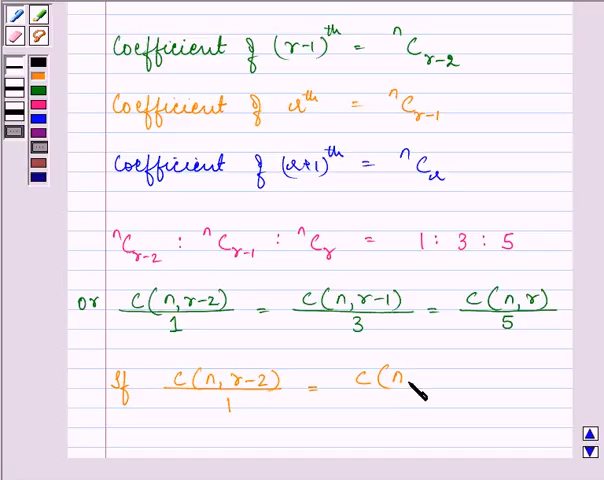 Coefficient of (r-1)th = nCr-2
Coefficient of rth = nCr-1
Coefficient of (r+1)th = nCr
nCr-2 : nCr-1 : nCr = 1 : 3 : 5
or C(n,r-2)/1 = C(n,r-1)/3 = C(n,r)/5
If C(n,r-2)/1 = C(n